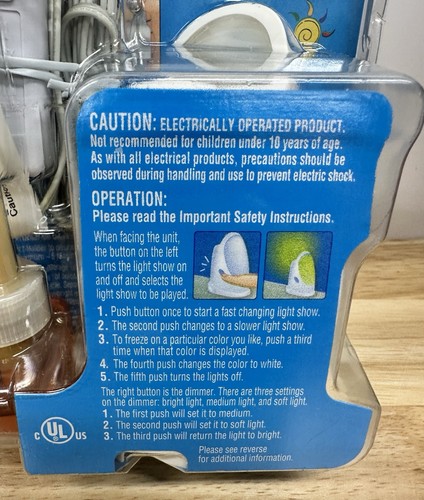 CAUTION: ELECTRICALLY OPERATED PRODUCT.
Not recommended for children under 10 years of age.
As with all electrical products, precautions should be
observed during handling and use to prevent electric shock.
OPERATION:
Please read the Important Safety Instructions.
When facing the unit,
the button on the left
turns the light show on
and off and selects the
light show to be played.
1. Push button once to start a fast changing light show.
2. The second push changes to a slower light show.
3. To freeze on a particular color you like, push a third
time when that color is displayed.
4. The fourth push changes the color to white.
5. The fifth push turns the lights off.
The right button is the dimmer. There are three settings
on the dimmer: bright light, medium light, and soft light.
1. The first push will set it to medium.
2. The second push will set it to soft light.
3. The third push will return the light to bright.
C UL US
Please see reverse
for additional information.